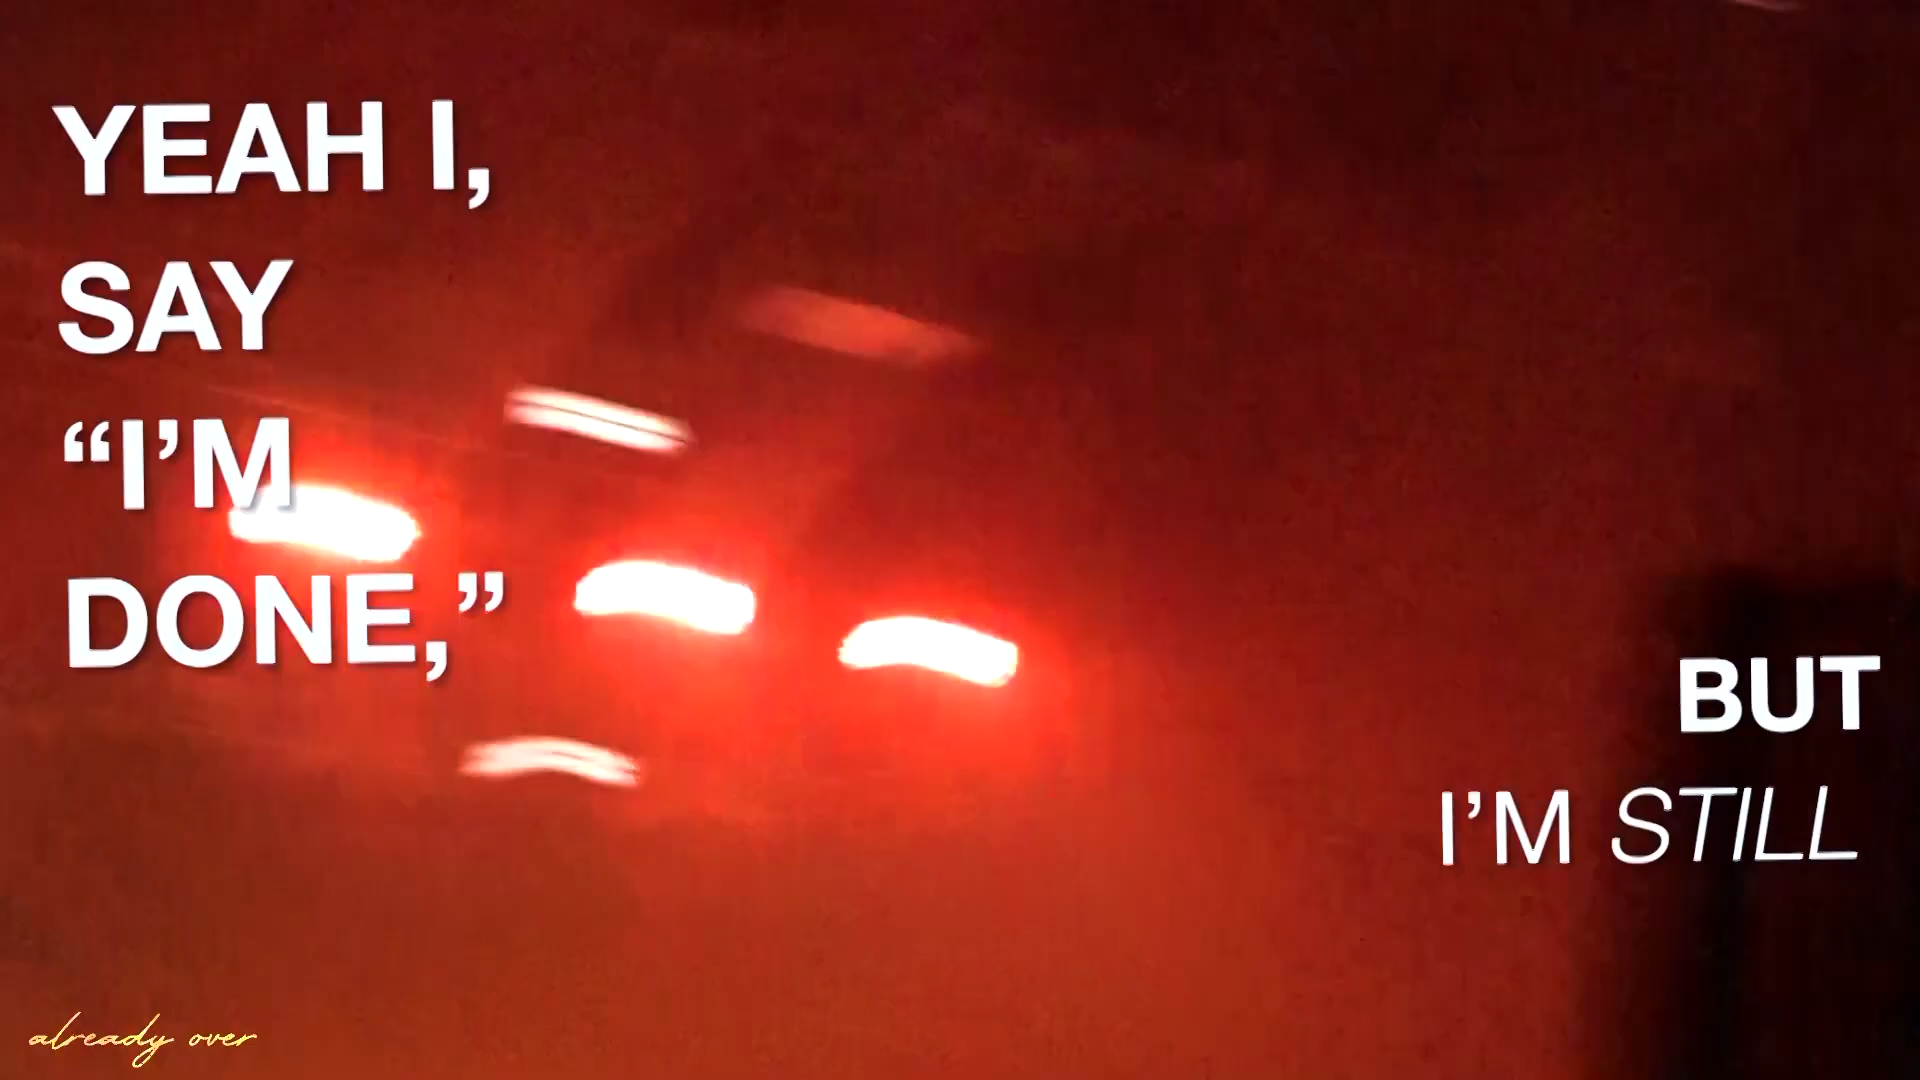 YEAH I,
SAY
“I’M
DONE,”
BUT
I’M STILL
already over